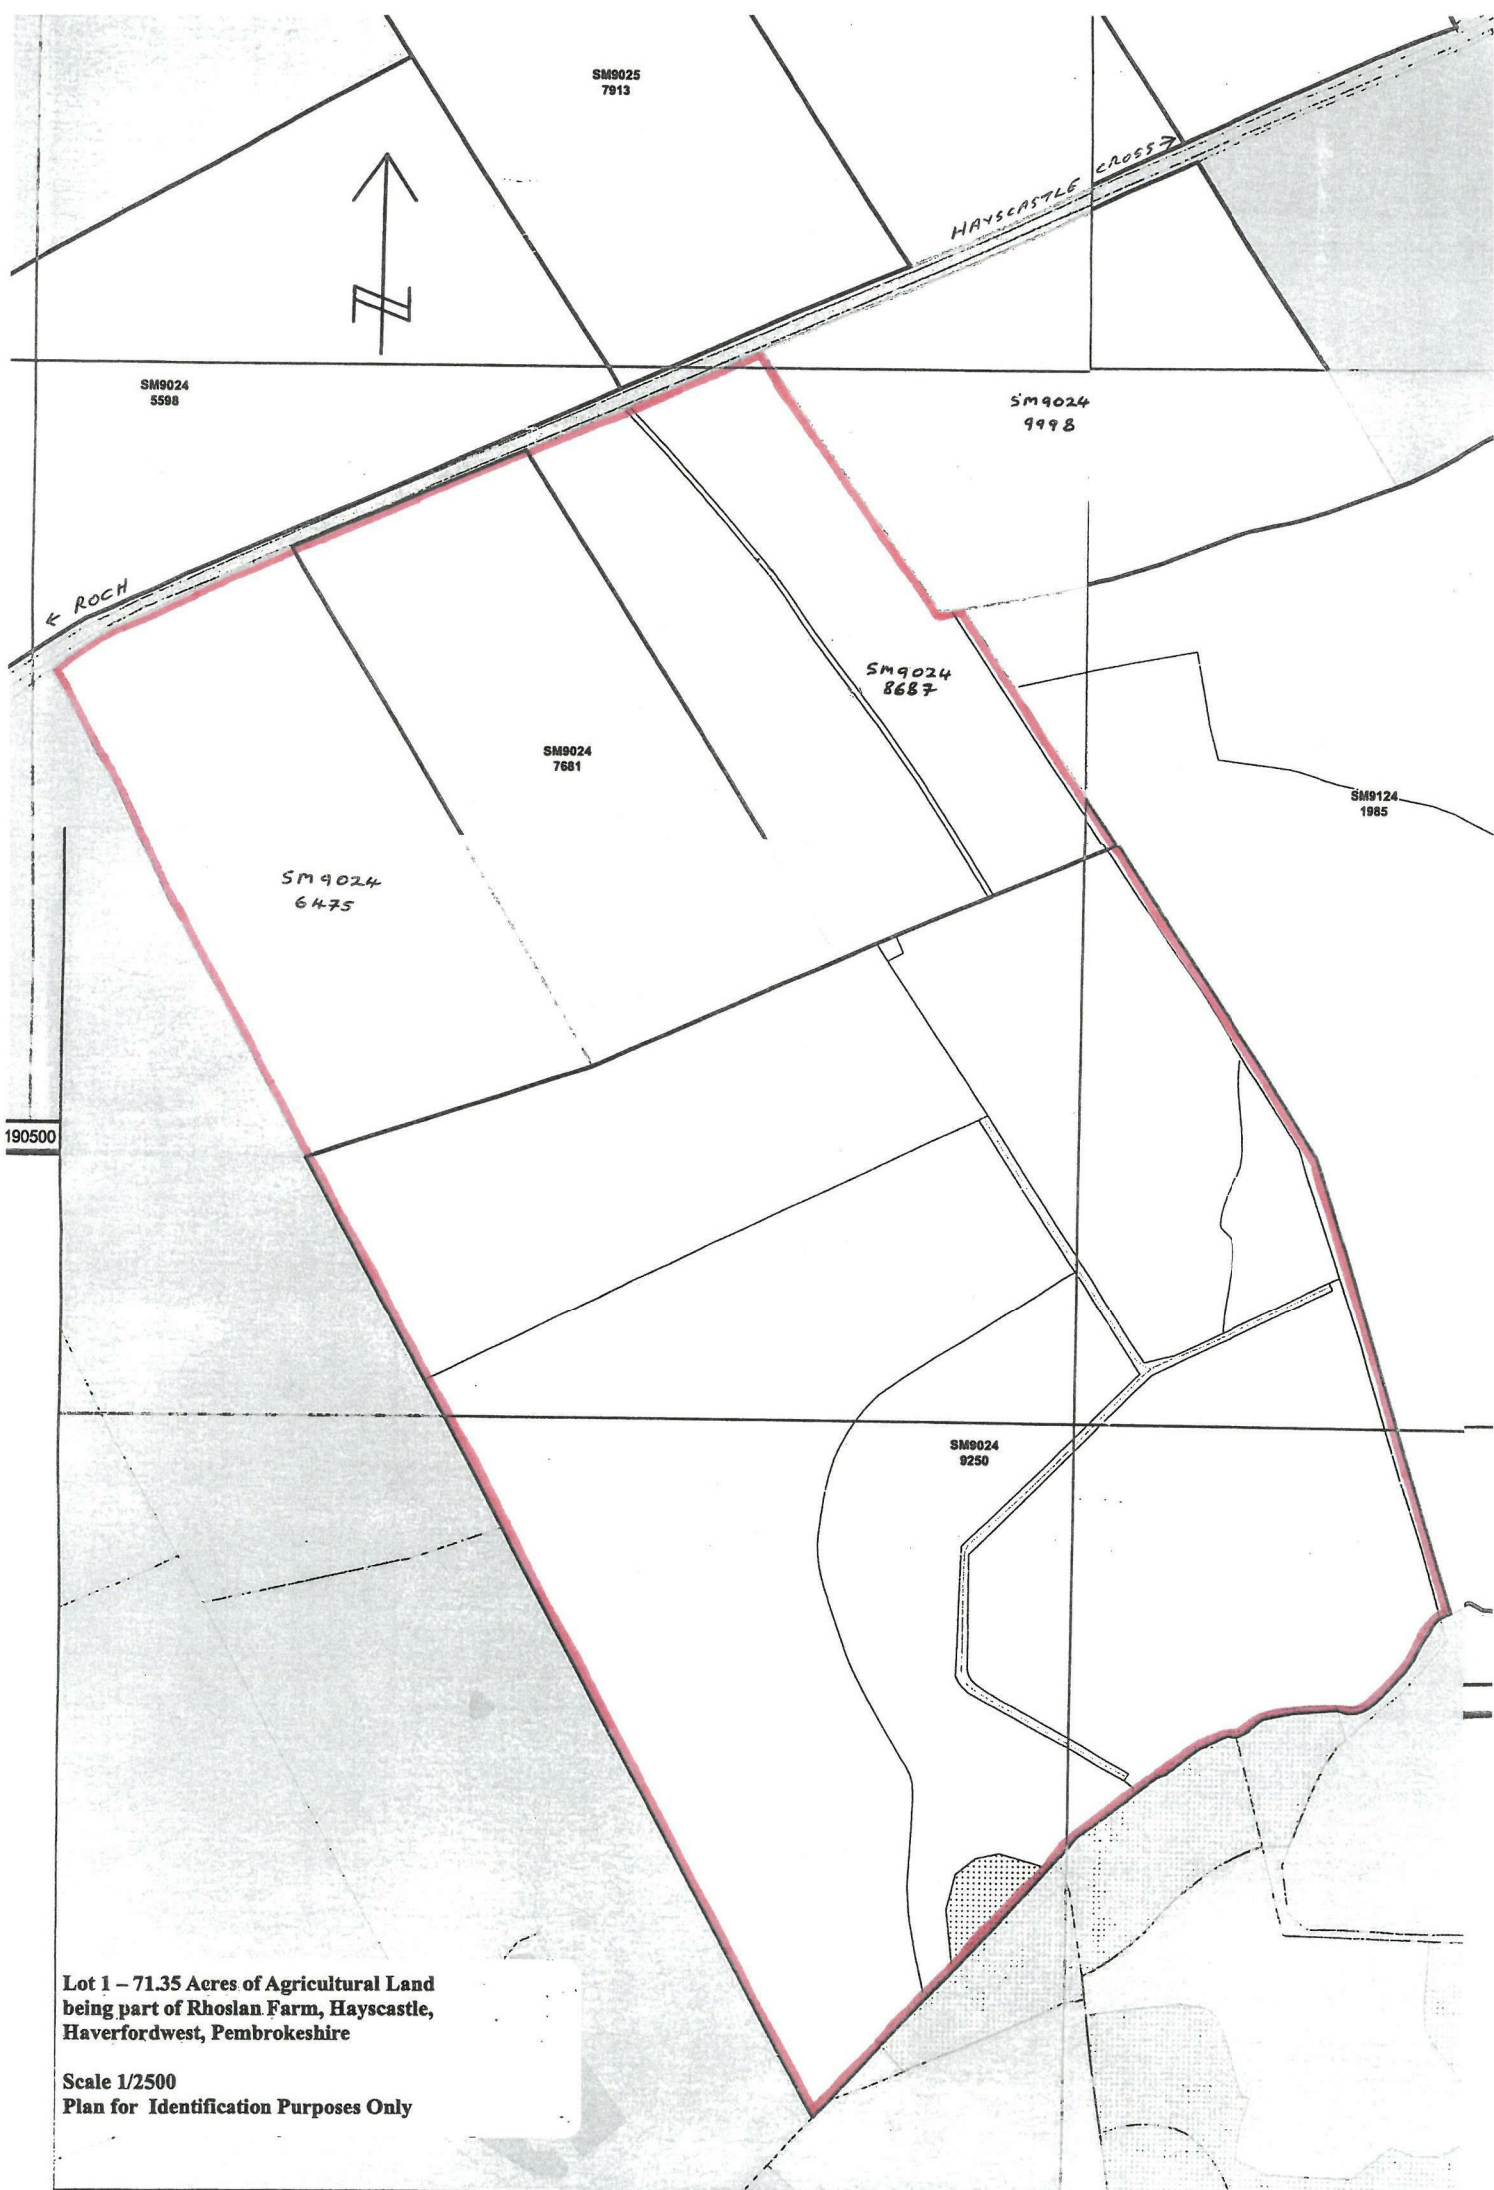 SM9025
7913
HAYSCASTLE CROSS →
SM9024
5598
SM9024
9998
← ROCH
SM9024
8687
SM9024
7681
SM9124
1985
SM9024
6475
190500
SM9024
9250
Lot 1 – 71.35 Acres of Agricultural Land
being part of Rhoslan Farm, Hayscastle,
Haverfordwest, Pembrokeshire
Scale 1/2500
Plan for Identification Purposes Only
N